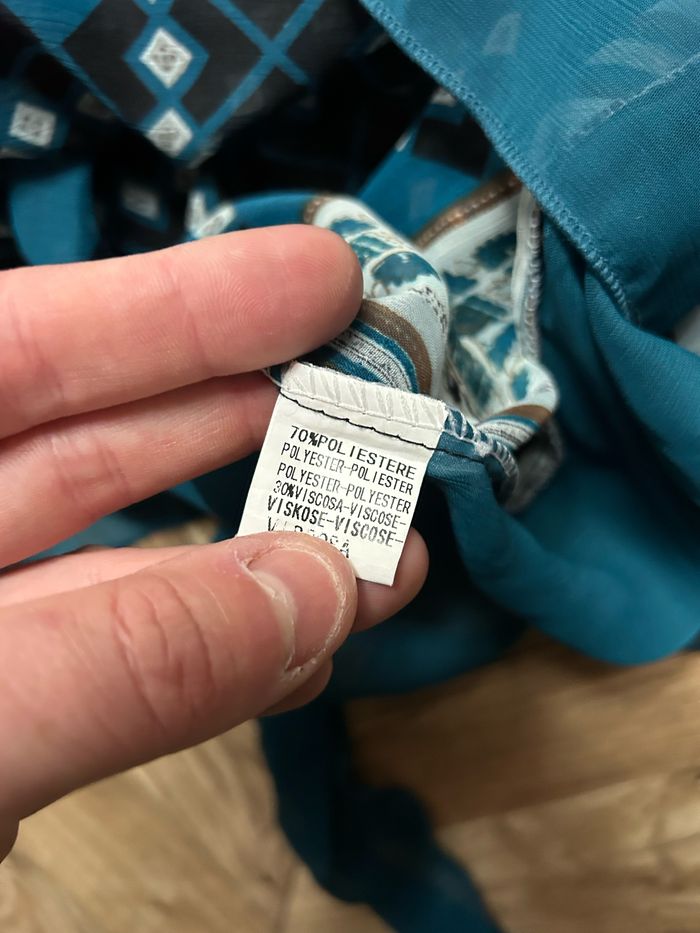 70%POLIESTERE
POLYESTER-POLIESTER
POLYESTER-POLYESTER
30%VISCOSA-VISCOSE-
VISKOSE-VISCOSE-